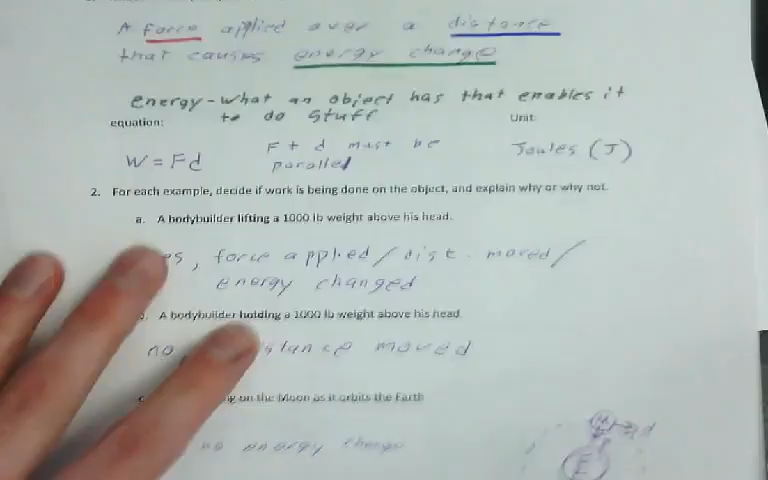 A force applied over a distance
that causes energy change
energy - what an object has that enables it
to do stuff
equation:
Unit
W = Fd
F + d must be
parallel
Joules (J)
2. For each example, decide if work is being done on the object, and explain why or why not.
a. A bodybuilder lifting a 1000 lb weight above his head.
es, force applied / dist. moved /
energy changed
A bodybuilder holding a 1000 lb weight above his head
no
stance moved
ng on the Moon as it orbits the Earth
no energy change
E